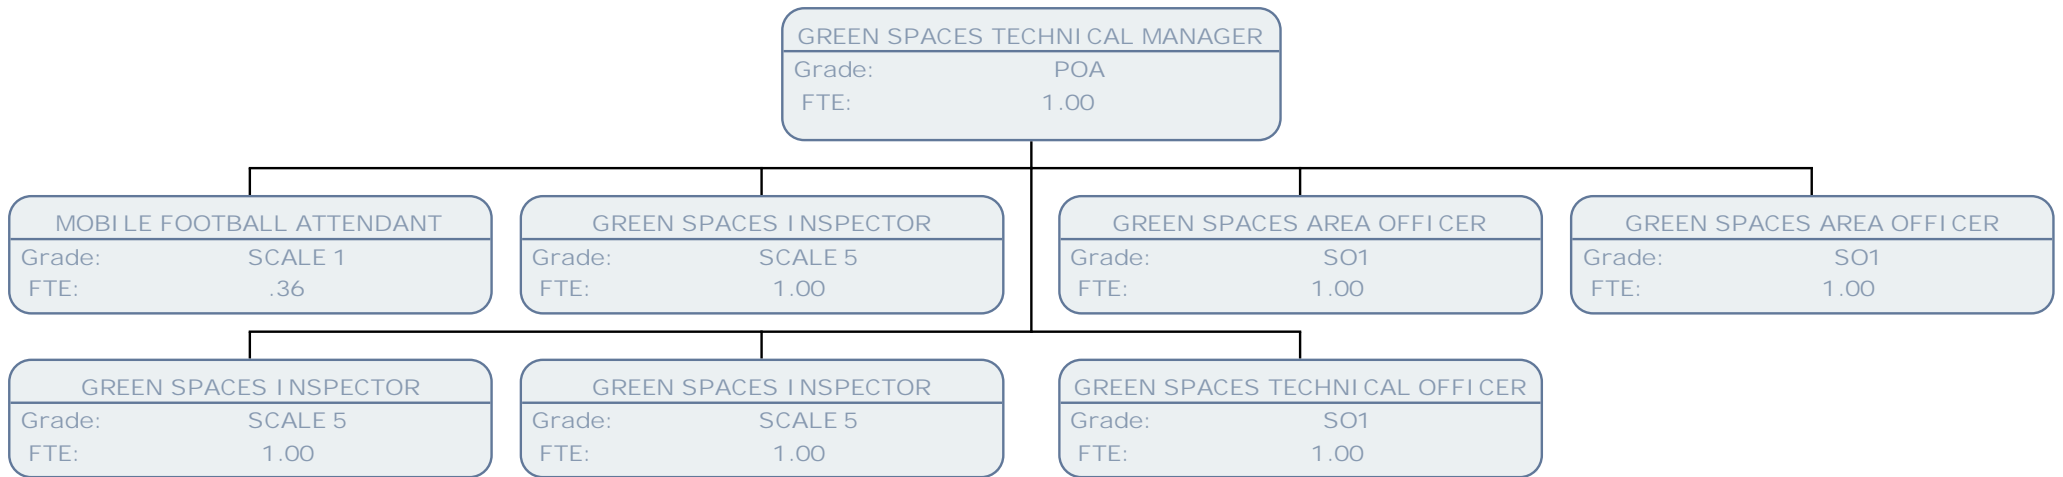 GREEN SPACES TECHNICAL MANAGER
Grade: POA
FTE: 1.00
MOBILE FOOTBALL ATTENDANT
Grade: SCALE 1
FTE: .36
GREEN SPACES INSPECTOR
Grade: SCALE 5
FTE: 1.00
GREEN SPACES AREA OFFICER
Grade: SO1
FTE: 1.00
GREEN SPACES AREA OFFICER
Grade: SO1
FTE: 1.00
GREEN SPACES INSPECTOR
Grade: SCALE 5
FTE: 1.00
GREEN SPACES INSPECTOR
Grade: SCALE 5
FTE: 1.00
GREEN SPACES TECHNICAL OFFICER
Grade: SO1
FTE: 1.00